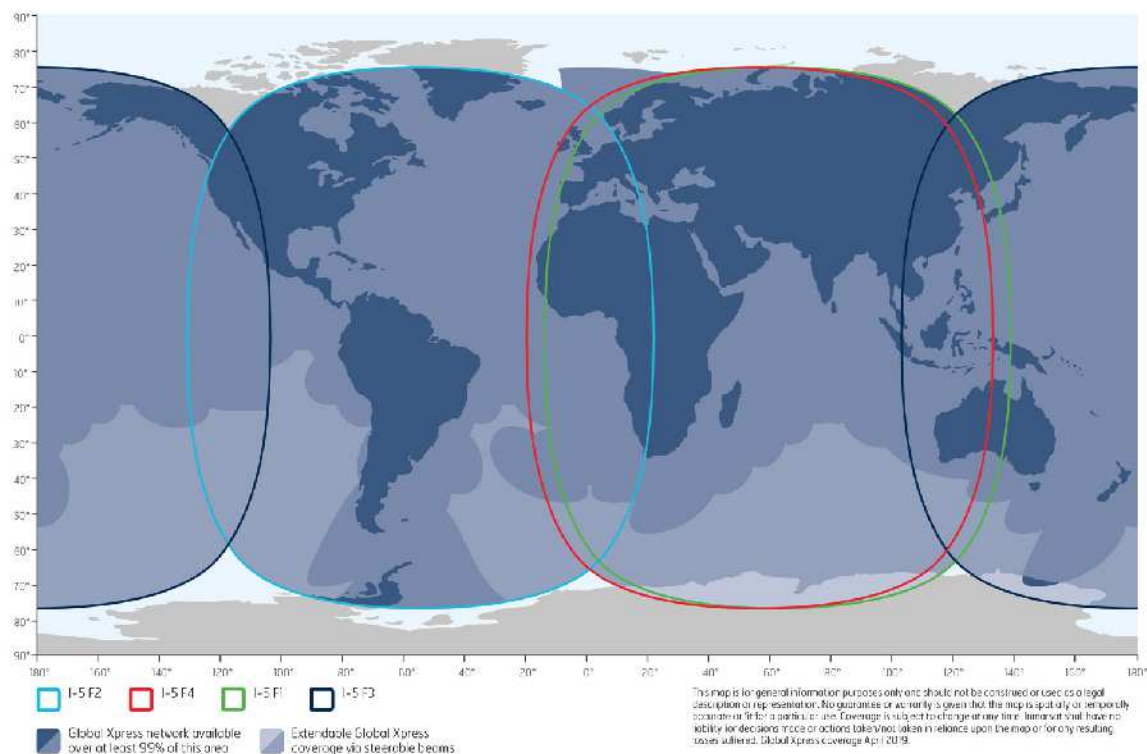 90°
80°
70°
60°
50°
40°
30°
20°
10°
0°
10°
20°
30°
40°
50°
60°
70°
80°
90°
180° 160° 140° 120° 100° 80° 60° 40° 20° 0° 20° 40° 60° 80° 100° 120° 140° 160° 180°
I-5 F2 I-5 F4 I-5 F1 I-5 F3
Global Xpress network available
over at least 99% of this area
Extendable Global Xpress
coverage via steerable beams
This map is for general information purposes only and should not be construed or used as a legal
description or representation. No guarantee or warranty is given that the map is spatially or temporally
accurate or fit for a particular use. Coverage is subject to change at any time. Inmarsat shall have no
liability for decisions made or actions taken/not taken in reliance upon the map or for any resulting
losses suffered. Global Xpress coverage April 2019.